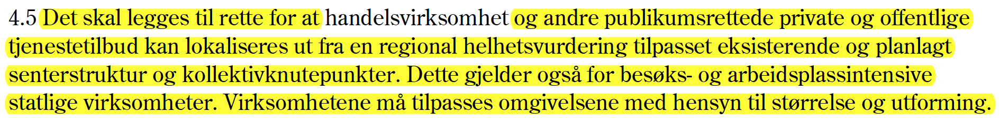 4.5 Det skal legges til rette for at handelsvirksomhet og andre publikumsrettede private og offentlige
tjenestetilbud kan lokaliseres ut fra en regional helhetsvurdering tilpasset eksisterende og planlagt
senterstruktur og kollektivknutepunkter. Dette gjelder også for besøks- og arbeidsplassintensive
statlige virksomheter. Virksomhetene må tilpasses omgivelsene med hensyn til størrelse og utforming.